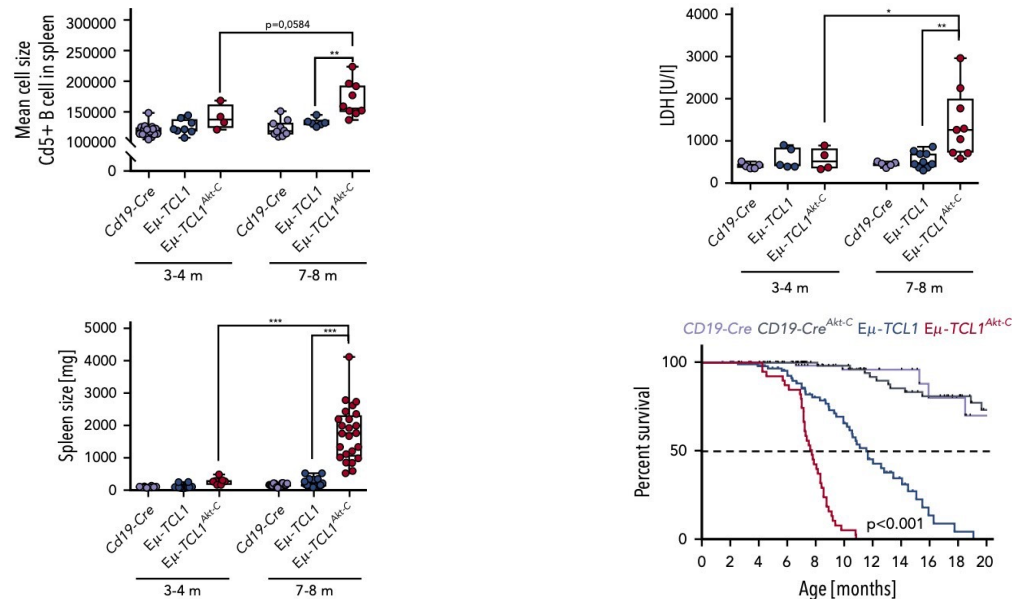 Mean cell size
Cd5+ B cell in spleen
300000
250000
200000
150000
100000
0
p=0,0584
**
Cd19-Cre
Eμ-TCL1
Eμ-TCL1Akt-C
Cd19-Cre
Eμ-TCL1
Eμ-TCL1Akt-C
3-4 m
7-8 m
LDH [U/l]
4000
3000
2000
1000
0
*
**
Cd19-Cre
Eμ-TCL1
Eμ-TCL1Akt-C
Cd19-Cre
Eμ-TCL1
Eμ-TCL1Akt-C
3-4 m
7-8 m
Spleen size [mg]
5000
4000
3000
2000
1000
0
***
***
Cd19-Cre
Eμ-TCL1
Eμ-TCL1Akt-C
Cd19-Cre
Eμ-TCL1
Eμ-TCL1Akt-C
3-4 m
7-8 m
CD19-Cre CD19-CreAkt-C Eμ-TCL1 Eμ-TCL1Akt-C
Percent survival
100
50
0
p<0.001
0 2 4 6 8 10 12 14 16 18 20
Age [months]